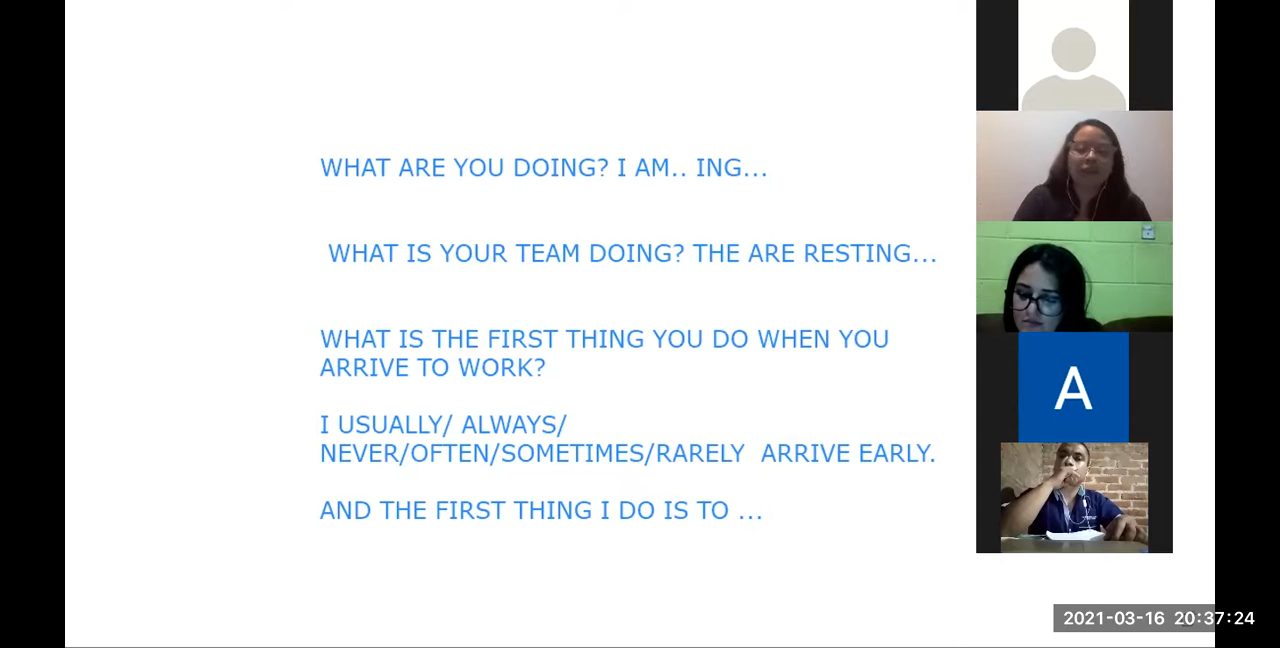 WHAT ARE YOU DOING? I AM.. ING...
WHAT IS YOUR TEAM DOING? THE ARE RESTING...
WHAT IS THE FIRST THING YOU DO WHEN YOU
ARRIVE TO WORK?
I USUALLY/ ALWAYS/
NEVER/OFTEN/SOMETIMES/RARELY  ARRIVE EARLY.
AND THE FIRST THING I DO IS TO ...
A
2021-03-16 20:37:24